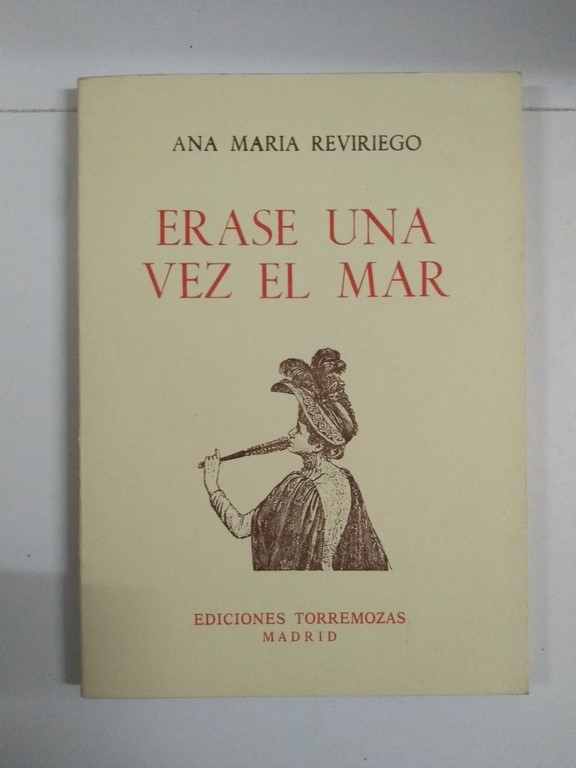 ANA MARIA REVIRIEGO
ERASE UNA
VEZ EL MAR
EDICIONES TORREMOZAS
MADRID